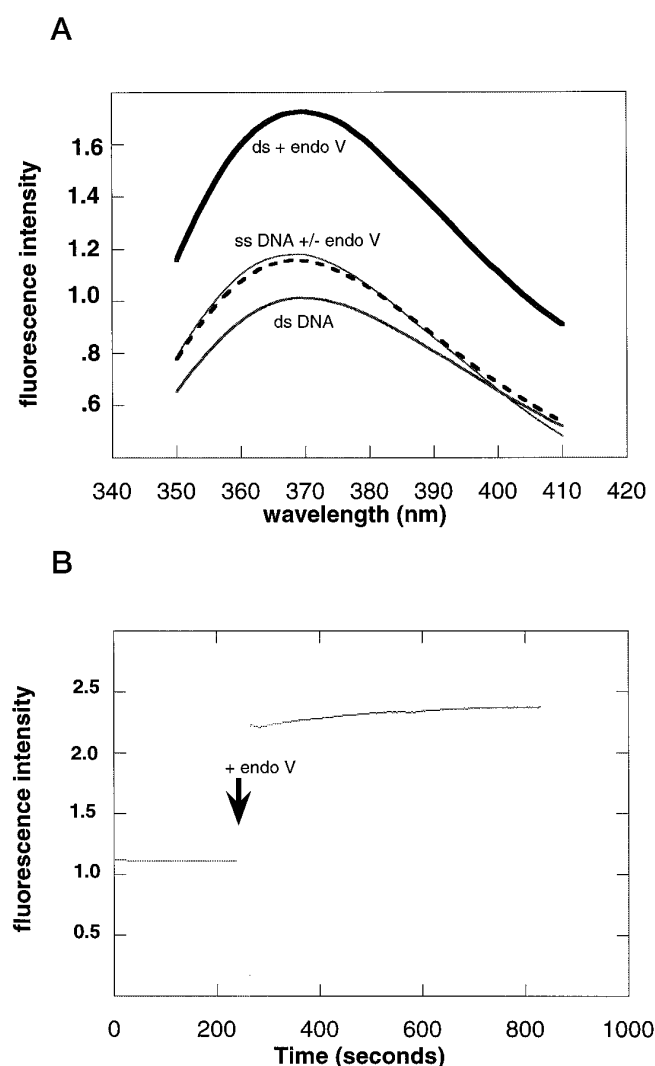 A
fluorescence intensity
1.6
1.4
1.2
1.0
.8
.6
ds + endo V
ss DNA +/- endo V
ds DNA
340 350 360 370 380 390 400 410 420
wavelength (nm)
B
fluorescence intensity
2.5
2.0
1.5
1.0
0.5
+ endo V
0 200 400 600 800 1000
Time (seconds)